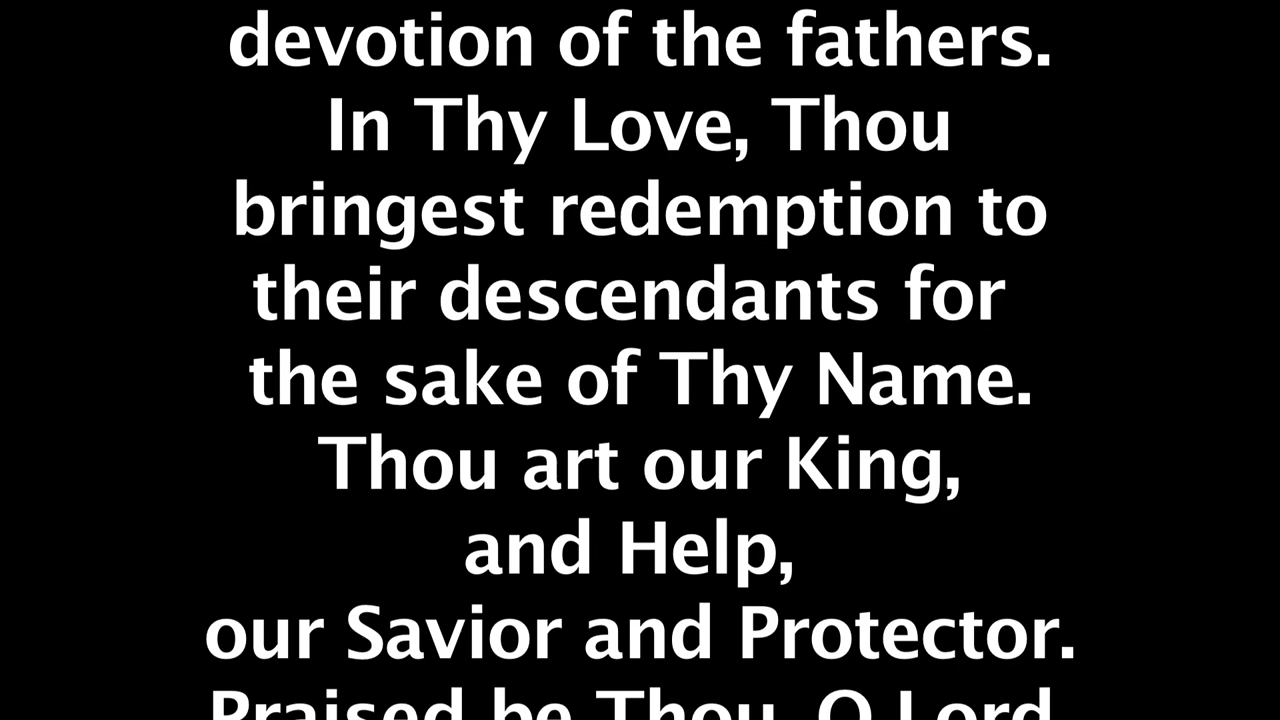 devotion of the fathers.
In Thy Love, Thou
bringest redemption to
their descendants for
the sake of Thy Name.
Thou art our King,
and Help,
our Savior and Protector.
Praised be Thou, O Lord